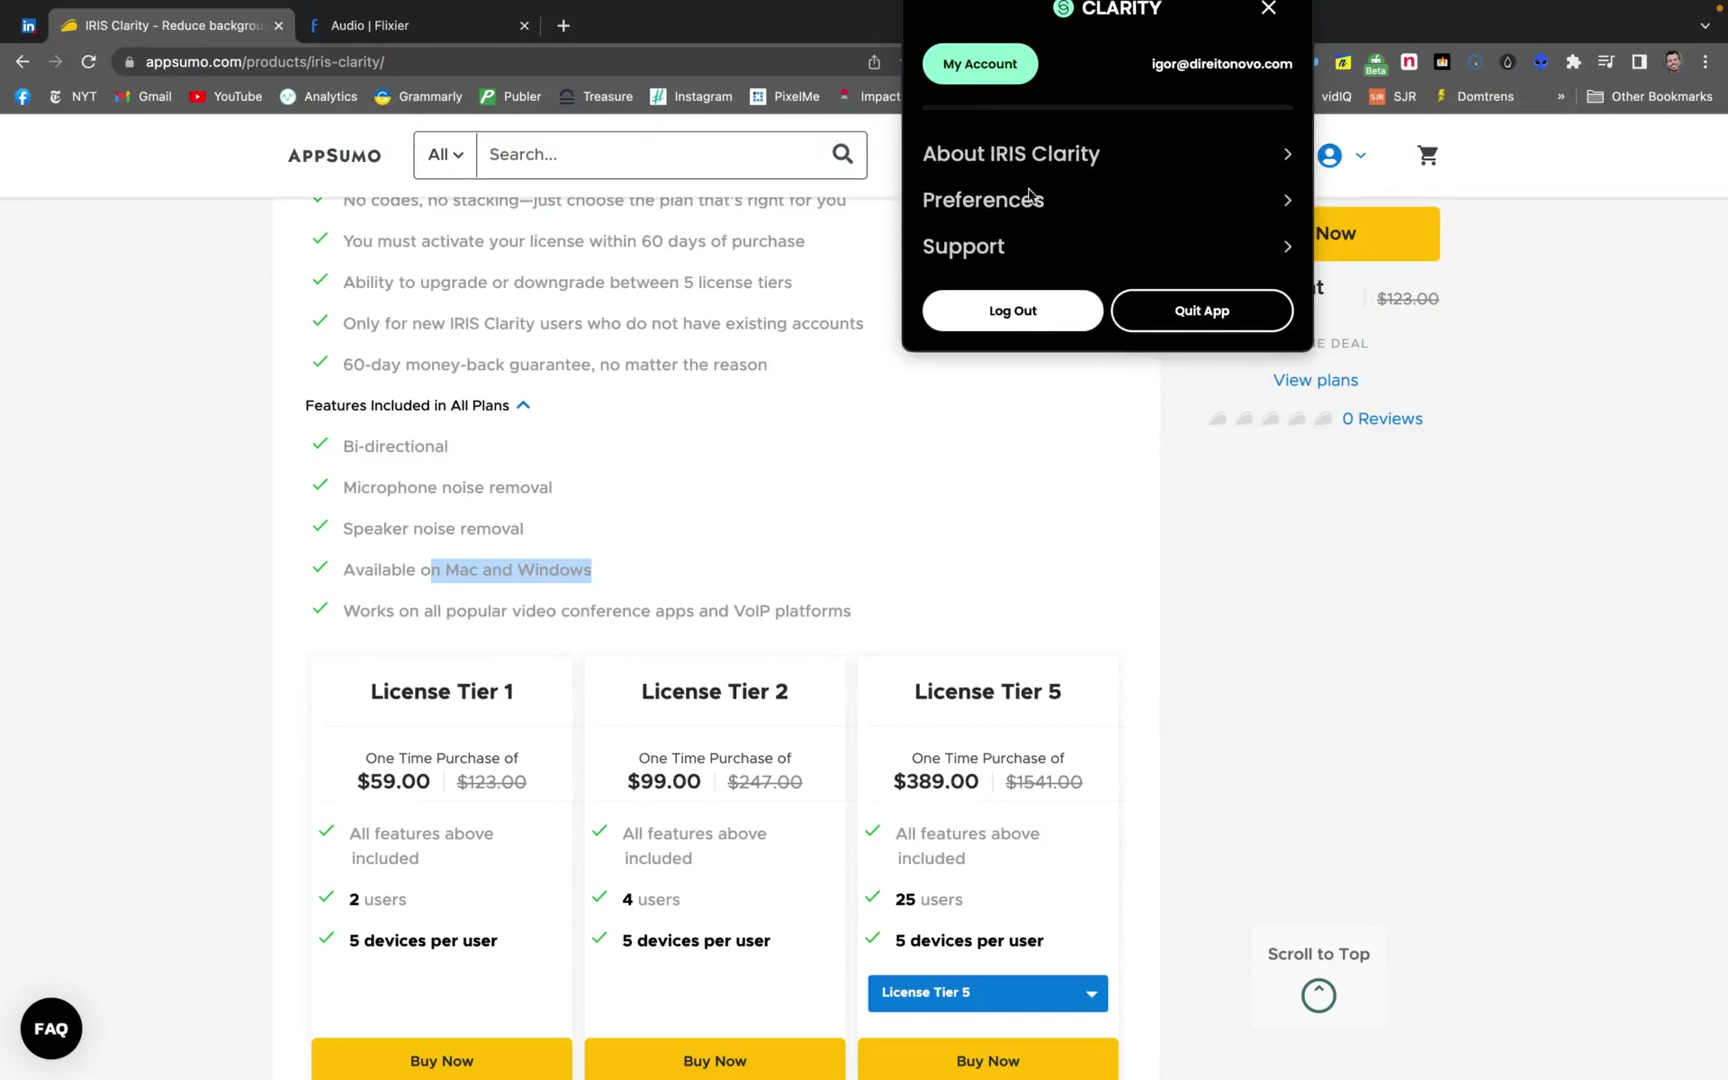 IRIS Clarity - Reduce backgrou
Audio | Flixier
appsumo.com/products/iris-clarity/
NYT
Gmail
YouTube
Analytics
Grammarly
Publer
Treasure
Instagram
PixelMe
Impact
Beta
vidIQ
SJR
SJR
Domtrens
»
Other Bookmarks
CLARITY
My Account
igor@direitonovo.com
About IRIS Clarity
Preferences
Support
Log Out
Quit App
APPSUMO
All
Search...
Now
$123.00
View plans
0 Reviews
No codes, no stacking—just choose the plan that's right for you
You must activate your license within 60 days of purchase
Ability to upgrade or downgrade between 5 license tiers
Only for new IRIS Clarity users who do not have existing accounts
60-day money-back guarantee, no matter the reason
E DEAL
Features Included in All Plans
Bi-directional
Microphone noise removal
Speaker noise removal
Available on Mac and Windows
Works on all popular video conference apps and VoIP platforms
License Tier 1
One Time Purchase of
$59.00 $123.00
All features above
included
2 users
5 devices per user
Buy Now
License Tier 2
One Time Purchase of
$99.00 $247.00
All features above
included
4 users
5 devices per user
Buy Now
License Tier 5
One Time Purchase of
$389.00 $1541.00
All features above
included
25 users
5 devices per user
License Tier 5
Buy Now
Scroll to Top
FAQ